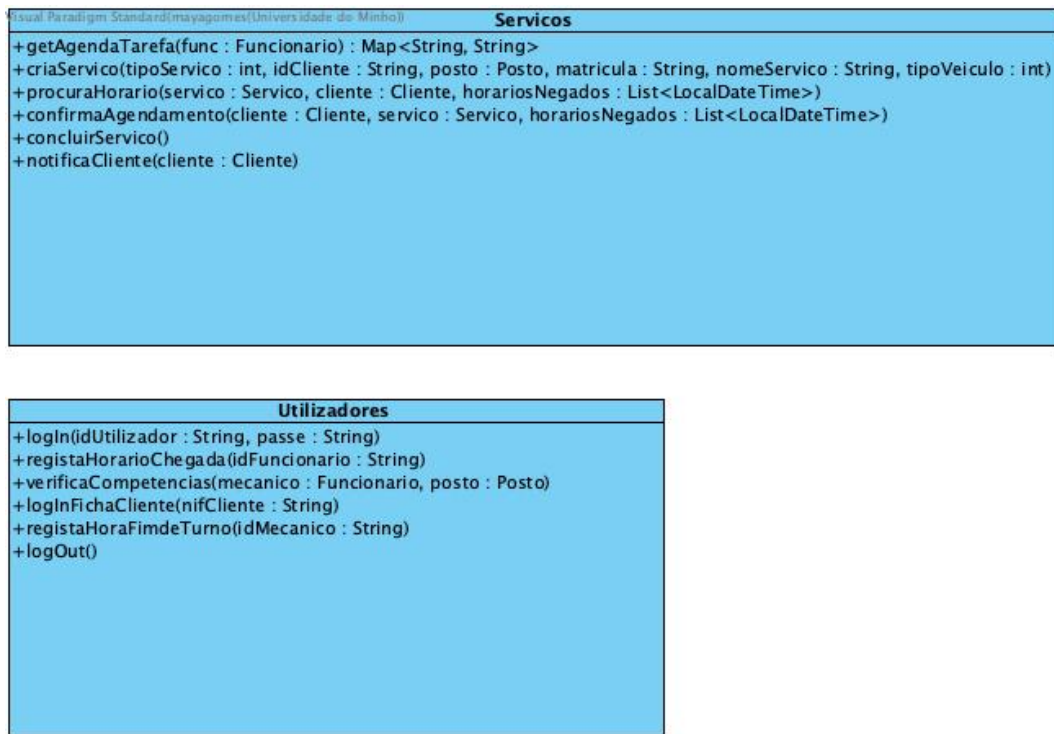 Visual Paradigm Standard(mayagomes(Universidade do Minho))
Servicos
+getAgendaTarefa(func : Funcionario) : Map<String, String>
+criaServico(tipoServico : int, idCliente : String, posto : Posto, matricula : String, nomeServico : String, tipoVeiculo : int)
+procuraHorario(servico : Servico, cliente : Cliente, horariosNegados : List<LocalDateTime>)
+confirmaAgendamento(cliente : Cliente, servico : Servico, horariosNegados : List<LocalDateTime>)
+concluirServico()
+notificaCliente(cliente : Cliente)
Utilizadores
+logIn(idUtilizador : String, passe : String)
+registaHorarioChegada(idFuncionario : String)
+verificaCompetencias(mecanico : Funcionario, posto : Posto)
+logInFichaCliente(nifCliente : String)
+registaHoraFimdeTurno(idMecanico : String)
+logOut()